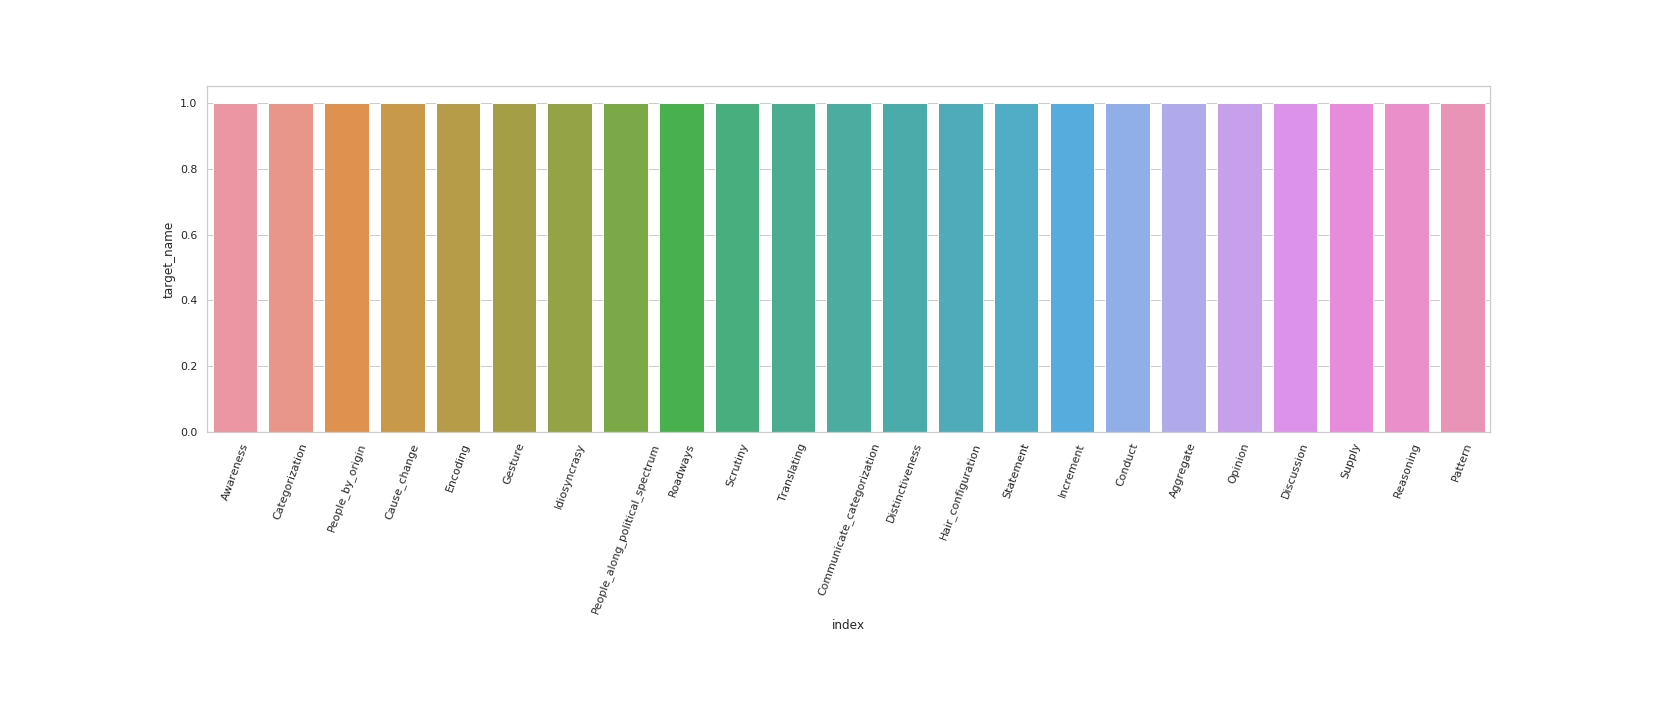 1.0
0.8
0.6
0.4
0.2
0.0
target_name
Awareness
Categorization
People_by_origin
Cause_change
Encoding
Gesture
Idiosyncrasy
People_along_political_spectrum
Roadways
Scrutiny
Translating
Communicate_categorization
Distinctiveness
Hair_configuration
Statement
Increment
Conduct
Aggregate
Opinion
Discussion
Supply
Reasoning
Pattern
index